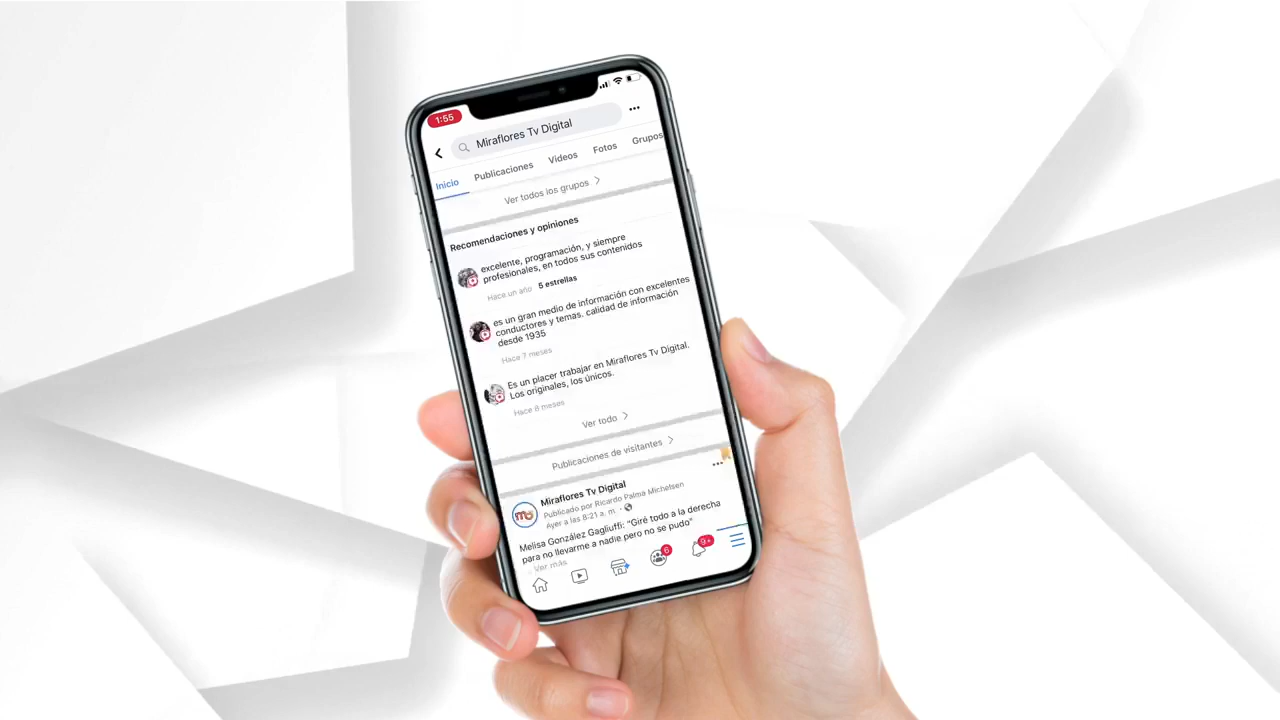 1:55
Miraflores Tv Digital
Inicio Publicaciones Videos Fotos Grupos
Ver todos los grupos
Recomendaciones y opiniones
excelente, programación, y siempre
profesionales, en todos sus contenidos
Hace un año 5 estrellas
es un gran medio de información con excelentes
conductores y temas. calidad de información
desde 1935
Hace 7 meses
Es un placer trabajar en Miraflores Tv Digital.
Los originales, los únicos.
Hace 8 meses
Ver todo
Publicaciones de visitantes
Miraflores Tv Digital
Publicado por Ricardo Palma Michelsen
Ayer a las 8:21 a. m. ·
Melisa González Gagliuffi: “Giré todo a la derecha
para no llevarme a nadie pero no se pudo”
Ver más
6
9+